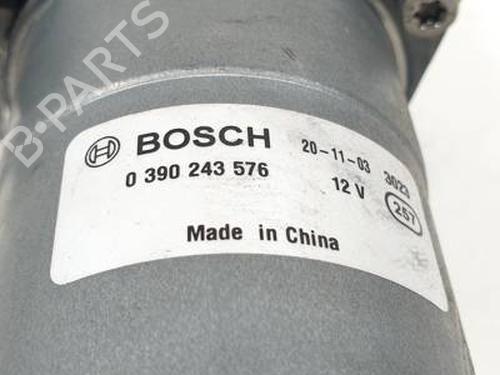 B-PARTS
BOSCH 20-11-03 3023
0 390 243 576 12 V 257
Made in China